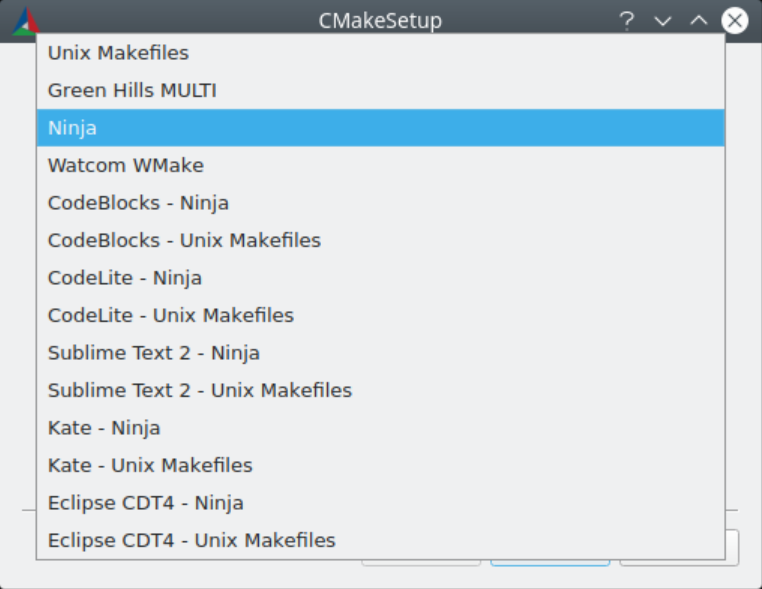 CMakeSetup
Unix Makefiles
Green Hills MULTI
Ninja
Watcom WMake
CodeBlocks - Ninja
CodeBlocks - Unix Makefiles
CodeLite - Ninja
CodeLite - Unix Makefiles
Sublime Text 2 - Ninja
Sublime Text 2 - Unix Makefiles
Kate - Ninja
Kate - Unix Makefiles
Eclipse CDT4 - Ninja
Eclipse CDT4 - Unix Makefiles